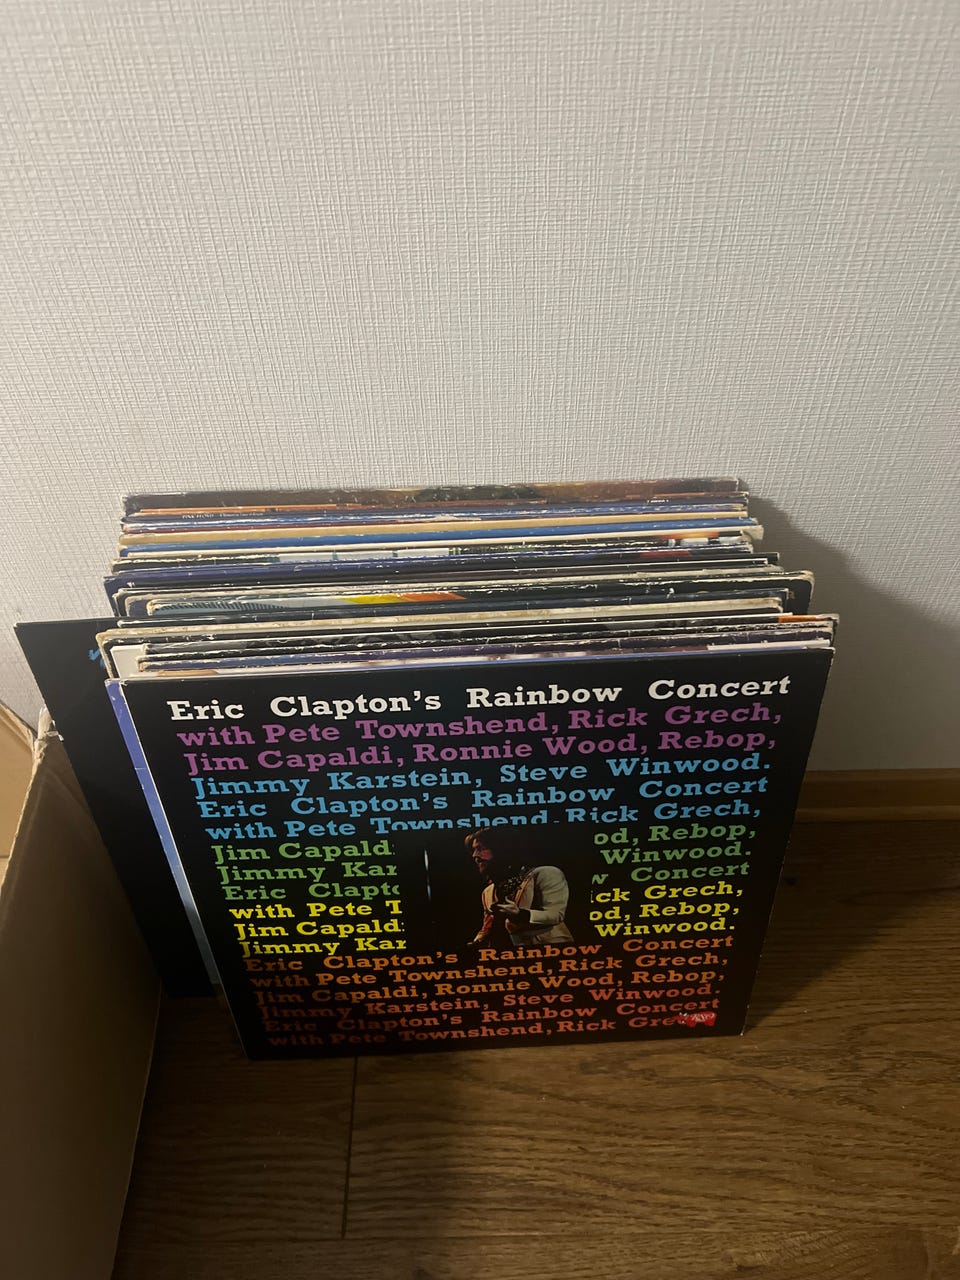 Eric Clapton's Rainbow Concert
with Pete Townshend, Rick Grech,
Jim Capaldi, Ronnie Wood, Rebop,
Jimmy Karstein, Steve Winwood.
Eric Clapton's Rainbow Concert
with Pete Townshend, Rick Grech,
Jim Capald od, Rebop,
Jimmy Kar Winwood.
Eric Clapt w Concert
with Pete T ick Grech,
Jim Capald od, Rebop,
Jimmy Kar Winwood.
Eric Clapton's Rainbow Concert
with Pete Townshend, Rick Grech,
Jim Capaldi, Ronnie Wood, Rebop,
Jimmy Karstein, Steve Winwood.
Eric Clapton's Rainbow Concert
with Pete Townshend, Rick Gre
RSO